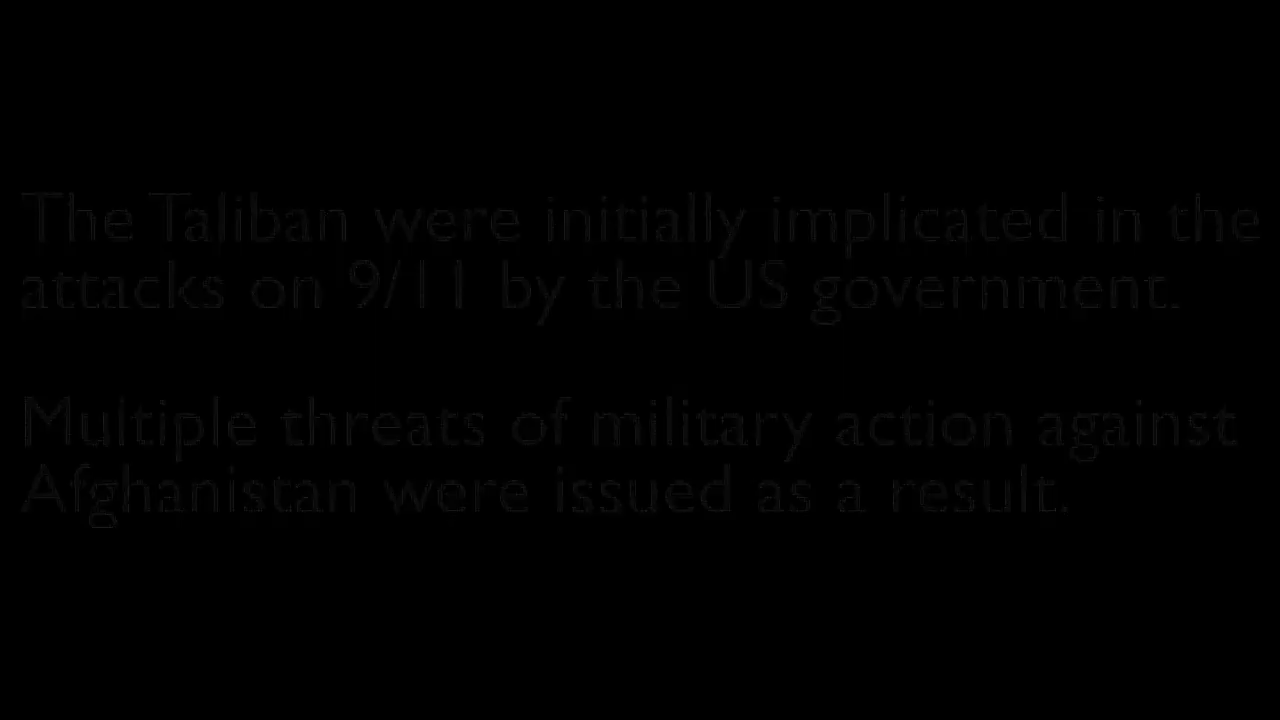 The Taliban were initially implicated in the
attacks on 9/11 by the US government.
Multiple threats of military action against
Afghanistan were issued as a result.